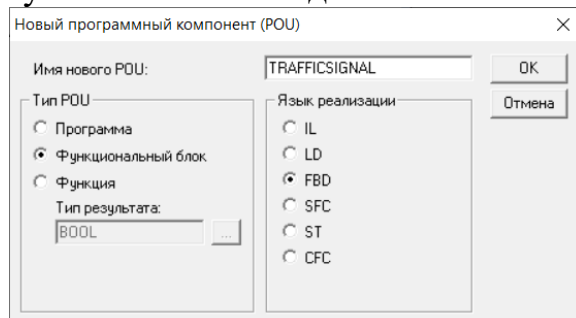 Новый программный компонент (POU)
Имя нового POU:
TRAFFICSIGNAL
OK
Отмена
Тип POU
Программа
Функциональный блок
Функция
Тип результата:
BOOL
...
Язык реализации
IL
LD
FBD
SFC
ST
CFC